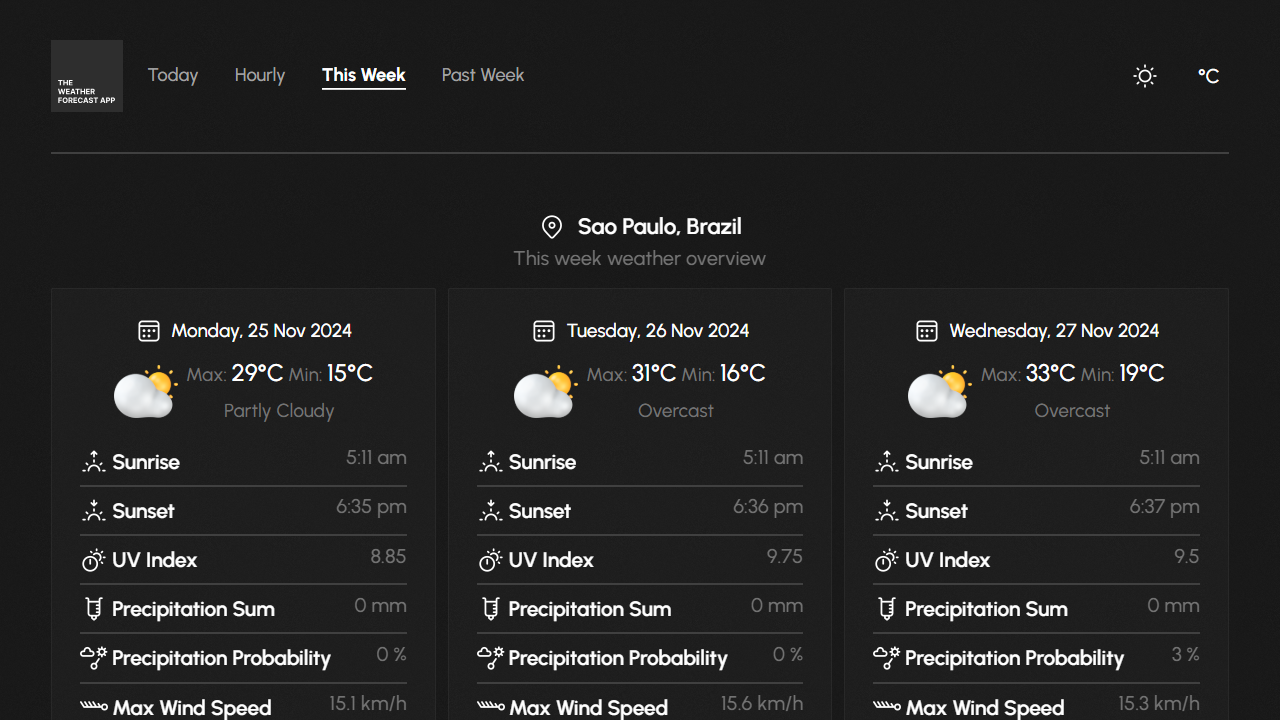 THE
WEATHER
FORECAST APP
Today Hourly This Week Past Week °C
Sao Paulo, Brazil
This week weather overview
Monday, 25 Nov 2024
Max: 29°C Min: 15°C
Partly Cloudy
Sunrise 5:11 am
Sunset 6:35 pm
UV Index 8.85
Precipitation Sum 0 mm
Precipitation Probability 0 %
Max Wind Speed 15.1 km/h
Tuesday, 26 Nov 2024
Max: 31°C Min: 16°C
Overcast
Sunrise 5:11 am
Sunset 6:36 pm
UV Index 9.75
Precipitation Sum 0 mm
Precipitation Probability 0 %
Max Wind Speed 15.6 km/h
Wednesday, 27 Nov 2024
Max: 33°C Min: 19°C
Overcast
Sunrise 5:11 am
Sunset 6:37 pm
UV Index 9.5
Precipitation Sum 0 mm
Precipitation Probability 3 %
Max Wind Speed 15.3 km/h